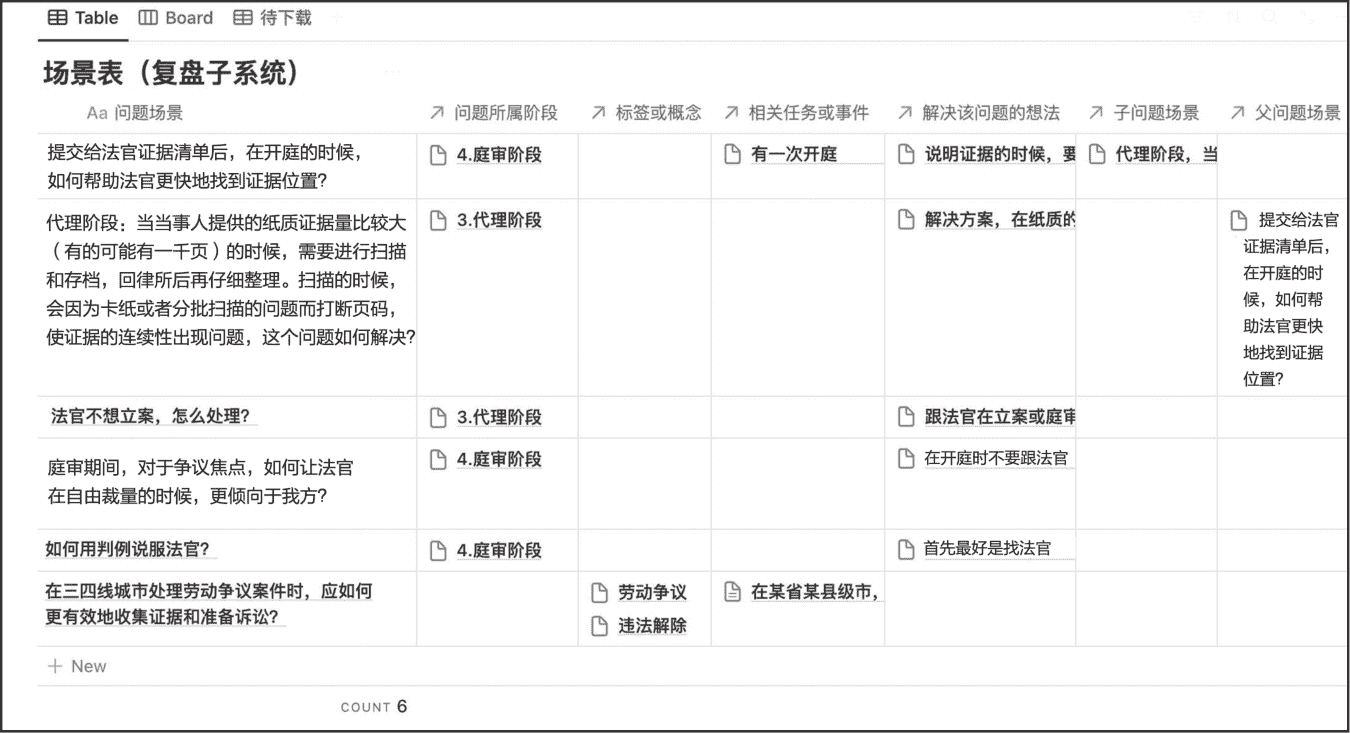 Table Board 待下载
场景表（复盘子系统）
Aa 问题场景 问题所属阶段 标签或概念 相关任务或事件 解决该问题的想法 子问题场景 父问题场景
提交给法官证据清单后，在开庭的时候，
如何帮助法官更快地找到证据位置？
4.庭审阶段
有一次开庭
说明证据的时候，要
代理阶段，当
代理阶段：当当事人提供的纸质证据量比较大
（有的可能有一千页）的时候，需要进行扫描
和存档，回律所后再仔细整理。扫描的时候，
会因为卡纸或者分批扫描的问题而打断页码，
使证据的连续性出现问题，这个问题如何解决？
3.代理阶段
解决方案，在纸质的
提交给法官
证据清单后，
在开庭的时
候，如何帮
助法官更快
地找到证据
位置？
法官不想立案，怎么处理？
3.代理阶段
跟法官在立案或庭审
庭审期间，对于争议焦点，如何让法官
在自由裁量的时候，更倾向于我方？
4.庭审阶段
在开庭时不要跟法官
如何用判例说服法官？
4.庭审阶段
首先最好是找法官
在三四线城市处理劳动争议案件时，应如何
更有效地收集证据和准备诉讼？
劳动争议
违法解除
在某省某县级市，
+ New
COUNT 6